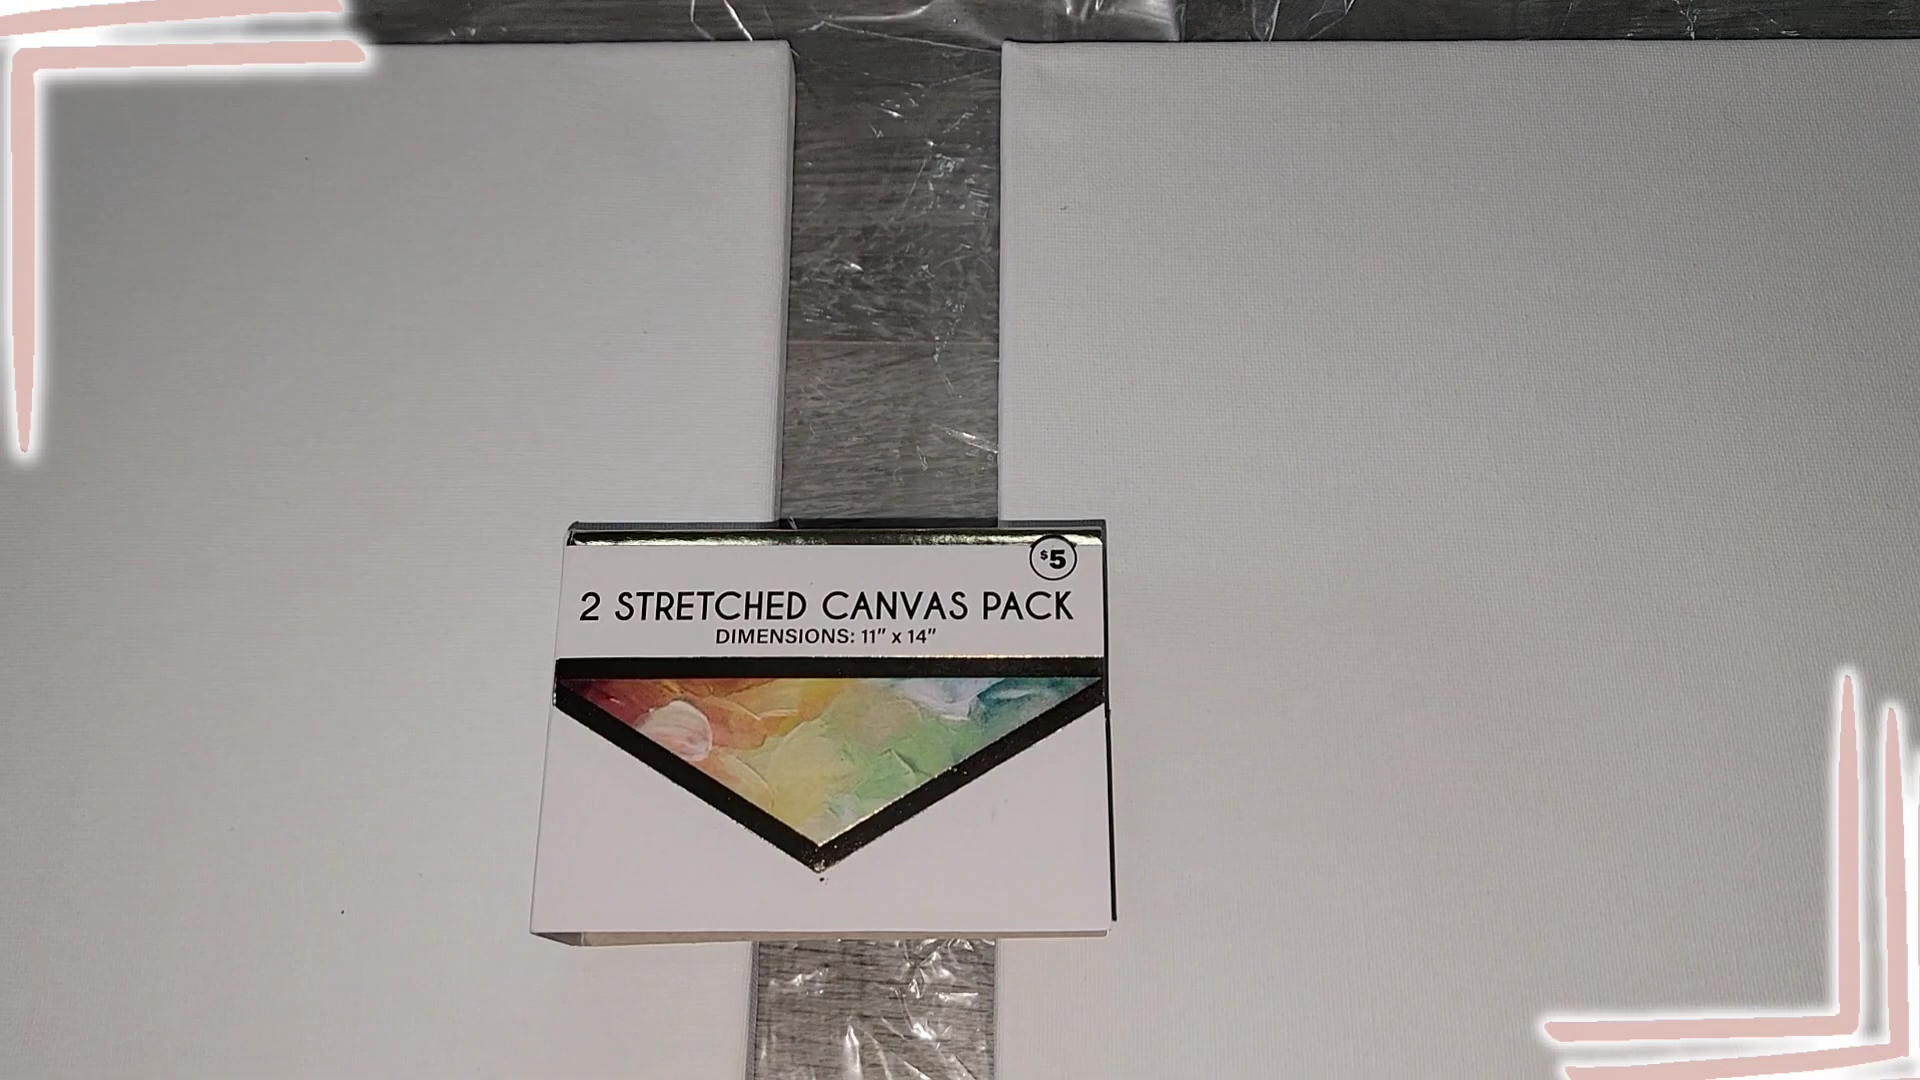 $5
2 STRETCHED CANVAS PACK
DIMENSIONS: 11" x 14"